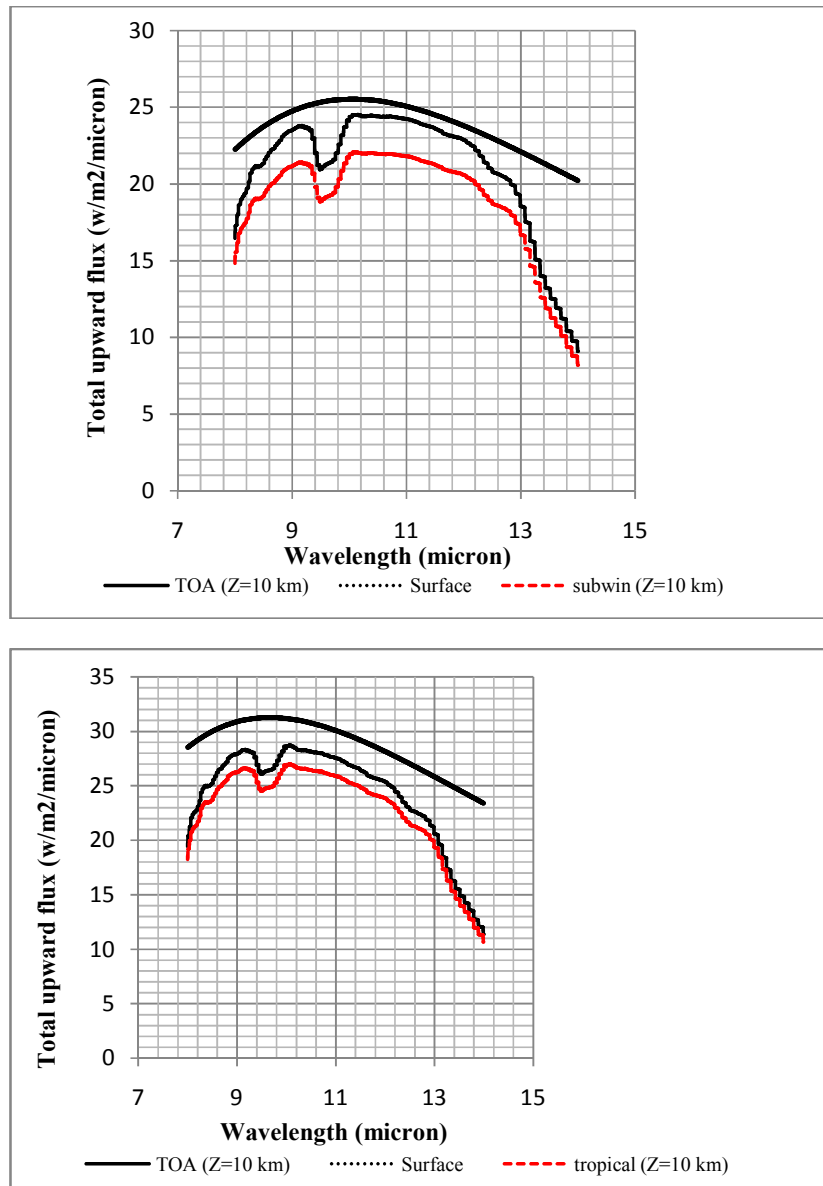 Total upward flux (w/m2/micron)
30
25
20
15
10
5
0
7 9 11 13 15
Wavelength (micron)
TOA (Z=10 km) Surface subwin (Z=10 km)
Total upward flux (w/m2/micron)
35
30
25
20
15
10
5
0
7 9 11 13 15
Wavelength (micron)
TOA (Z=10 km) Surface tropical (Z=10 km)